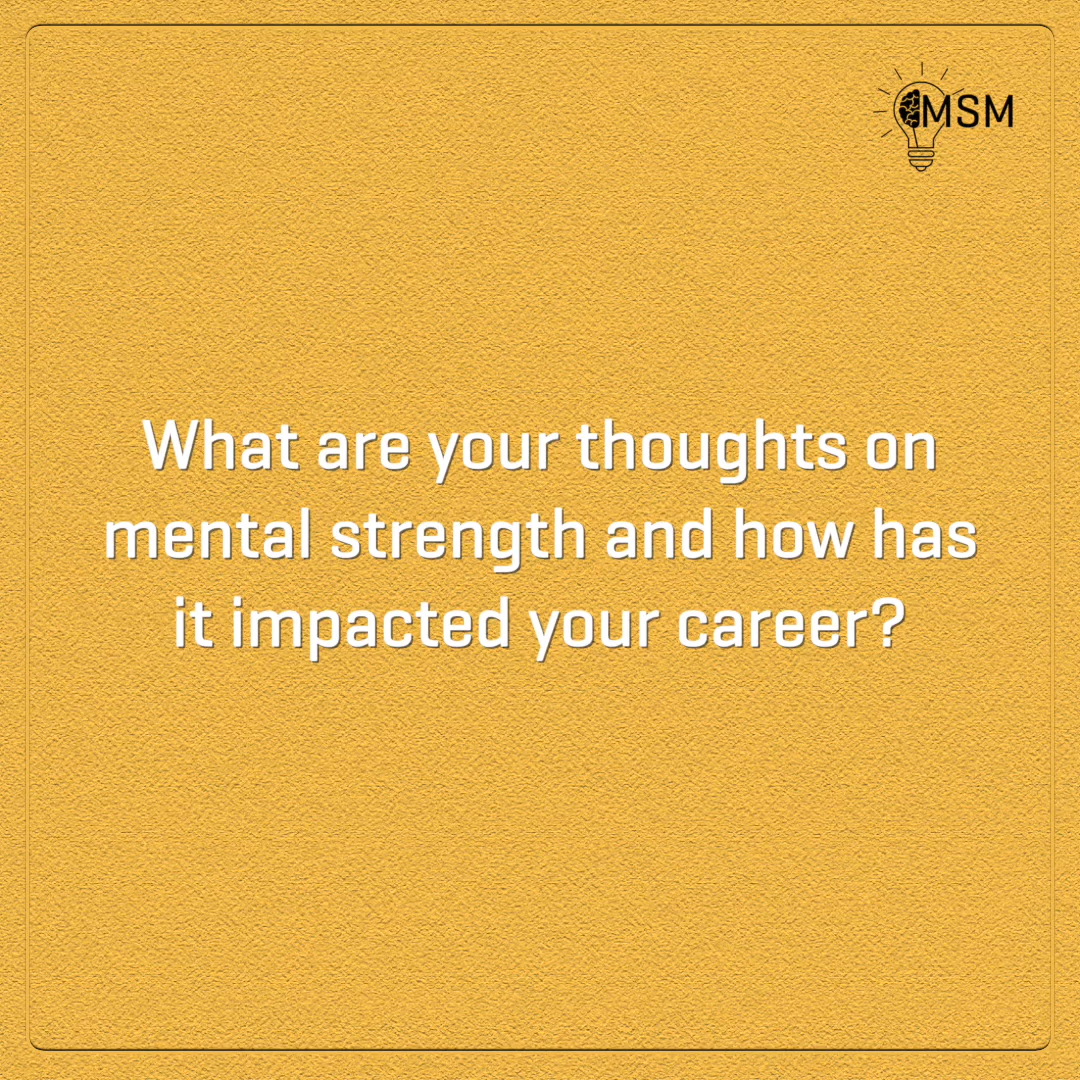 MSM
What are your thoughts on
mental strength and how has
it impacted your career?